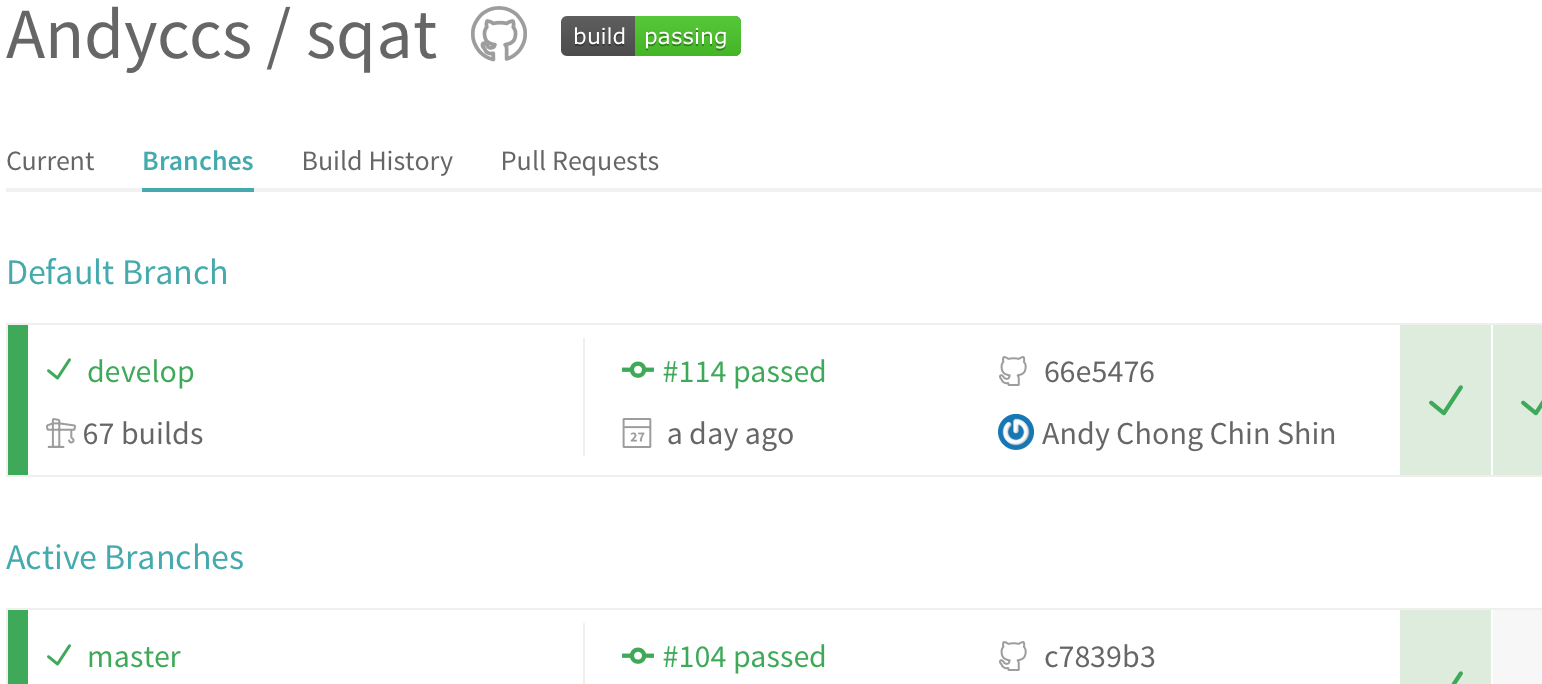 Andyccs / sqat build passing
Current Branches Build History Pull Requests
Default Branch
develop #114 passed 66e5476
67 builds 27 a day ago Andy Chong Chin Shin
Active Branches
master #104 passed c7839b3